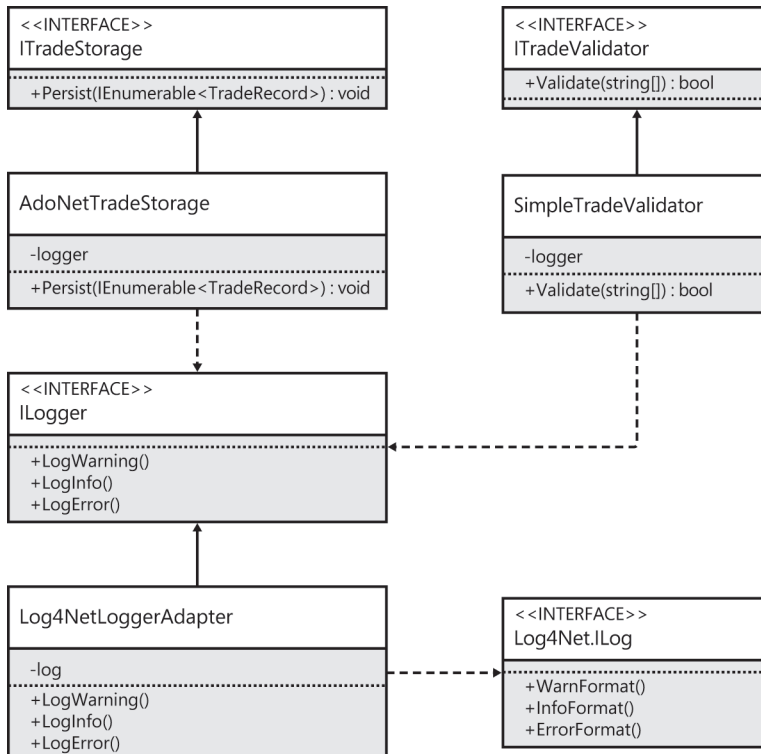 <<INTERFACE>>
ITradeStorage
+Persist(IEnumerable<TradeRecord>) : void
<<INTERFACE>>
ITradeValidator
+Validate(string[]) : bool
AdoNetTradeStorage
-logger
+Persist(IEnumerable<TradeRecord>) : void
SimpleTradeValidator
-logger
+Validate(string[]) : bool
<<INTERFACE>>
ILogger
+LogWarning()
+LogInfo()
+LogError()
Log4NetLoggerAdapter
-log
+LogWarning()
+LogInfo()
+LogError()
<<INTERFACE>>
Log4Net.ILog
+WarnFormat()
+InfoFormat()
+ErrorFormat()